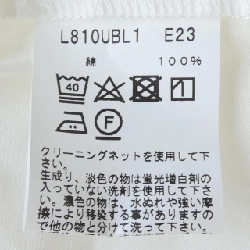 L810UBL1 E23
綿 100%
40
1
F
クリーニングネットを使用して下さい。
生成り、淡色の物は蛍光増白剤の
入っていない洗剤を使用して下さ
い。濃色の物は、水ぬれや強い摩
擦により移染する事がありますの
で他の物と分けて洗って下さい。